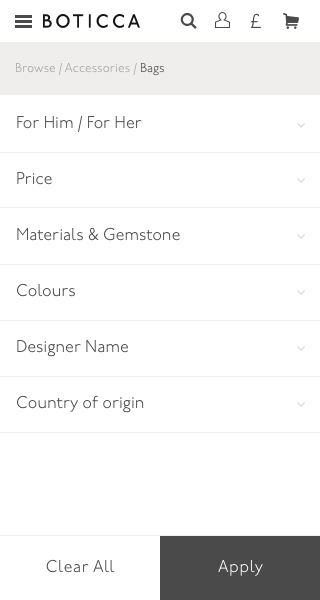 BOTICCA £
Browse / Accessories / Bags
For Him / For Her
Price
Materials & Gemstone
Colours
Designer Name
Country of origin
Clear All Apply